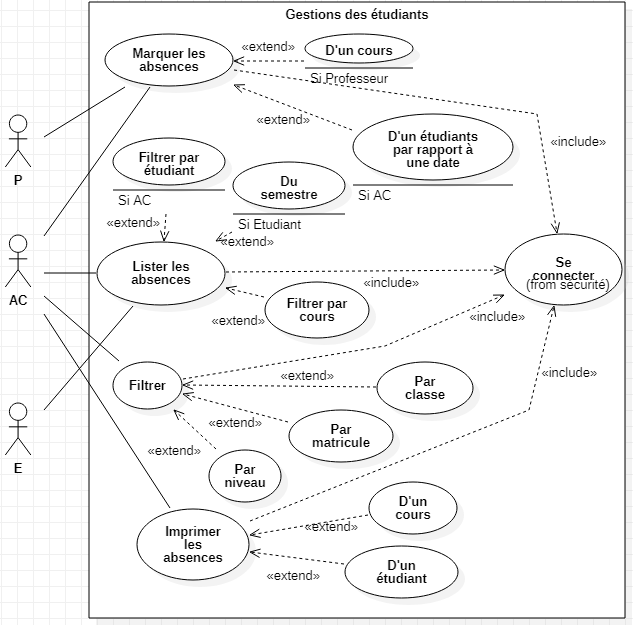 Gestions des étudiants
Marquer les
absences
«extend»
D'un cours
Si Professeur
«extend»
D'un étudiants
par rapport à
une date
Si AC
«include»
P
Filtrer par
étudiant
Si AC
«extend»
Du
semestre
Si Etudiant
«extend»
AC
Lister les
absences
«include»
Se
connecter
(from sécurité)
Filtrer par
cours
«extend»
«include»
Filtrer
«extend»
Par
classe
«include»
E
«extend»
Par
matricule
«extend»
Par
niveau
Imprimer
les
absences
«extend»
D'un
cours
«extend»
D'un
étudiant